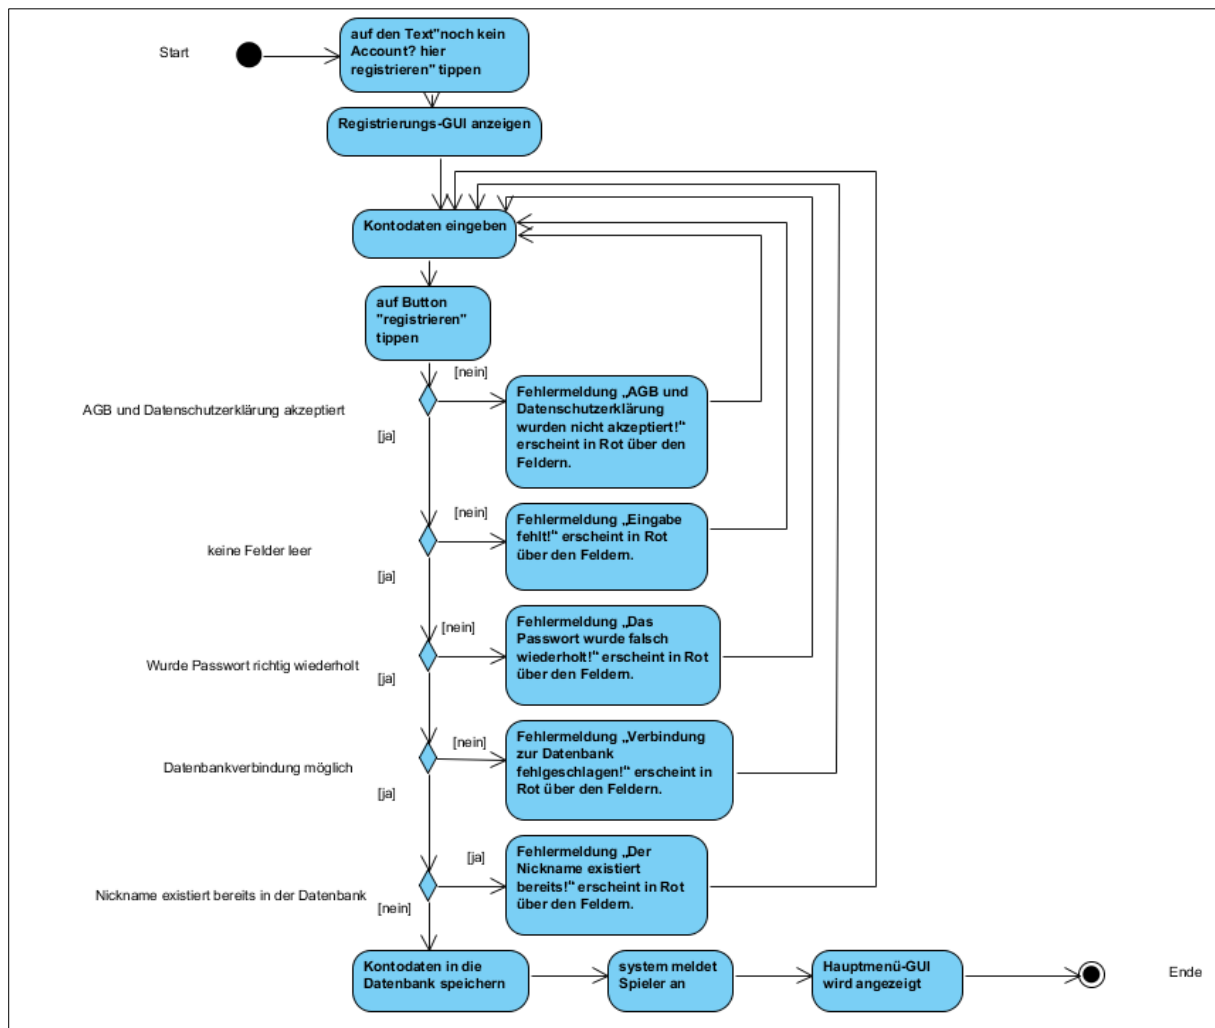 Start
auf den Text"noch kein
Account? hier
registrieren" tippen
Registrierungs-GUI anzeigen
Kontodaten eingeben
auf Button
"registrieren"
tippen
AGB und Datenschutzerklärung akzeptiert
[nein]
[ja]
Fehlermeldung „AGB und
Datenschutzerklärung
wurden nicht akzeptiert!“
erscheint in Rot über den
Feldern.
keine Felder leer
[nein]
[ja]
Fehlermeldung „Eingabe
fehlt!“ erscheint in Rot
über den Feldern.
Wurde Passwort richtig wiederholt
[nein]
[ja]
Fehlermeldung „Das
Passwort wurde falsch
wiederholt!“ erscheint in Rot
über den Feldern.
Datenbankverbindung möglich
[nein]
[ja]
Fehlermeldung „Verbindung
zur Datenbank
fehlgeschlagen!“ erscheint in
Rot über den Feldern.
Nickname existiert bereits in der Datenbank
[ja]
[nein]
Fehlermeldung „Der
Nickname existiert
bereits!“ erscheint in Rot
über den Feldern.
Kontodaten in die
Datenbank speichern
system meldet
Spieler an
Hauptmenü-GUI
wird angezeigt
Ende